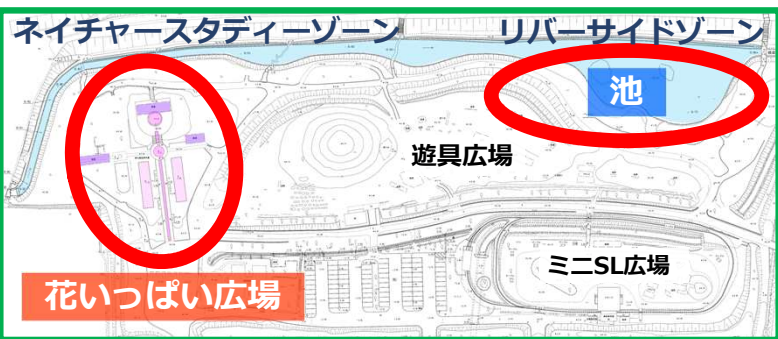 ネイチャースタディーゾーン
リバーサイドゾーン
池
遊具広場
ミニSL広場
花いっぱい広場